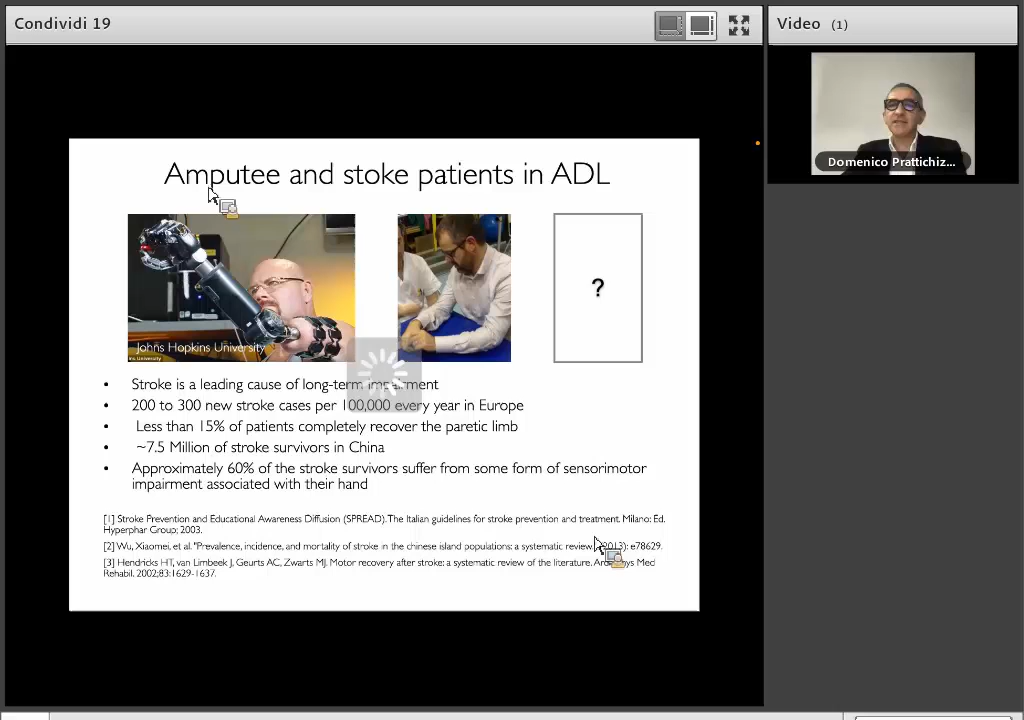 Condividi 19
Video (1)
Domenico Prattichiz...
Amputee and stoke patients in ADL
Johns Hopkins University
?
• Stroke is a leading cause of long-term impairment
• 200 to 300 new stroke cases per 100,000 every year in Europe
• Less than 15% of patients completely recover the paretic limb
• ~7.5 Million of stroke survivors in China
• Approximately 60% of the stroke survivors suffer from some form of sensorimotor
impairment associated with their hand
[1] Stroke Prevention and Educational Awareness Diffusion (SPREAD). The Italian guidelines for stroke prevention and treatment. Milano: Ed.
Hyperphar Group; 2003.
[2] Wu, Xiaomei, et al. "Prevalence, incidence, and mortality of stroke in the chinese island populations: a systematic review. (2013): e78629.
[3] Hendricks HT, van Limbeek J, Geurts AC, Zwarts MJ. Motor recovery after stroke: a systematic review of the literature. Med
Rehabil. 2002;83:1629-1637.